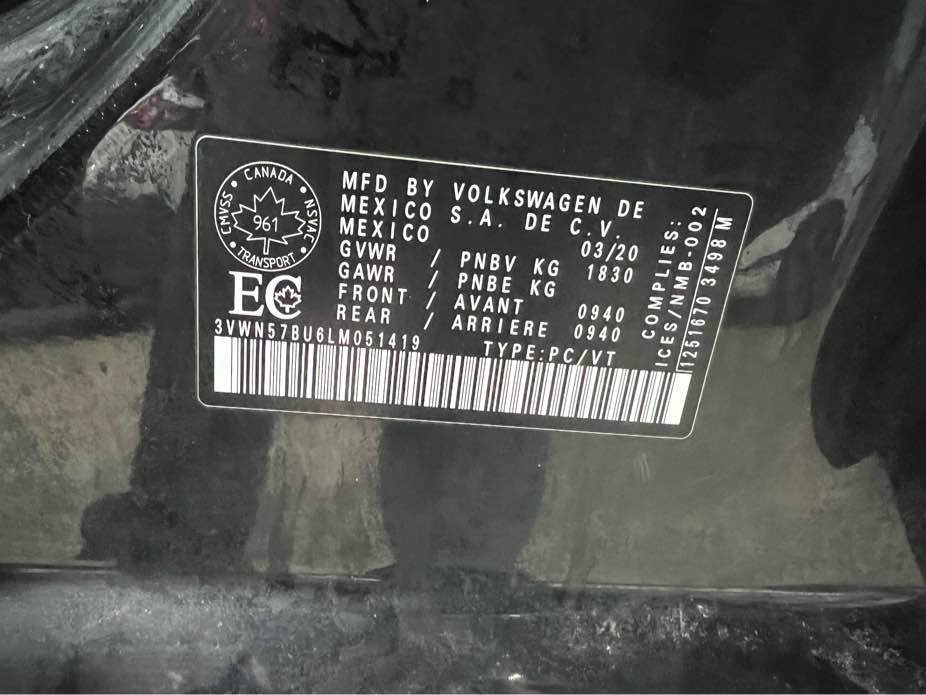 CANADA
CMVSS
NSVAC
961
TRANSPORT
EC
MFD BY VOLKSWAGEN DE
MEXICO S.A. DE C.V.
MEXICO 03/20
GVWR / PNBV KG 1830
GAWR / PNBE KG
FRONT / AVANT 0940
REAR / ARRIERE 0940
3VWN57BU6LM051419 TYPE:PC/VT
COMPLIES:
ICES/NMB-002
1251670 3498 M